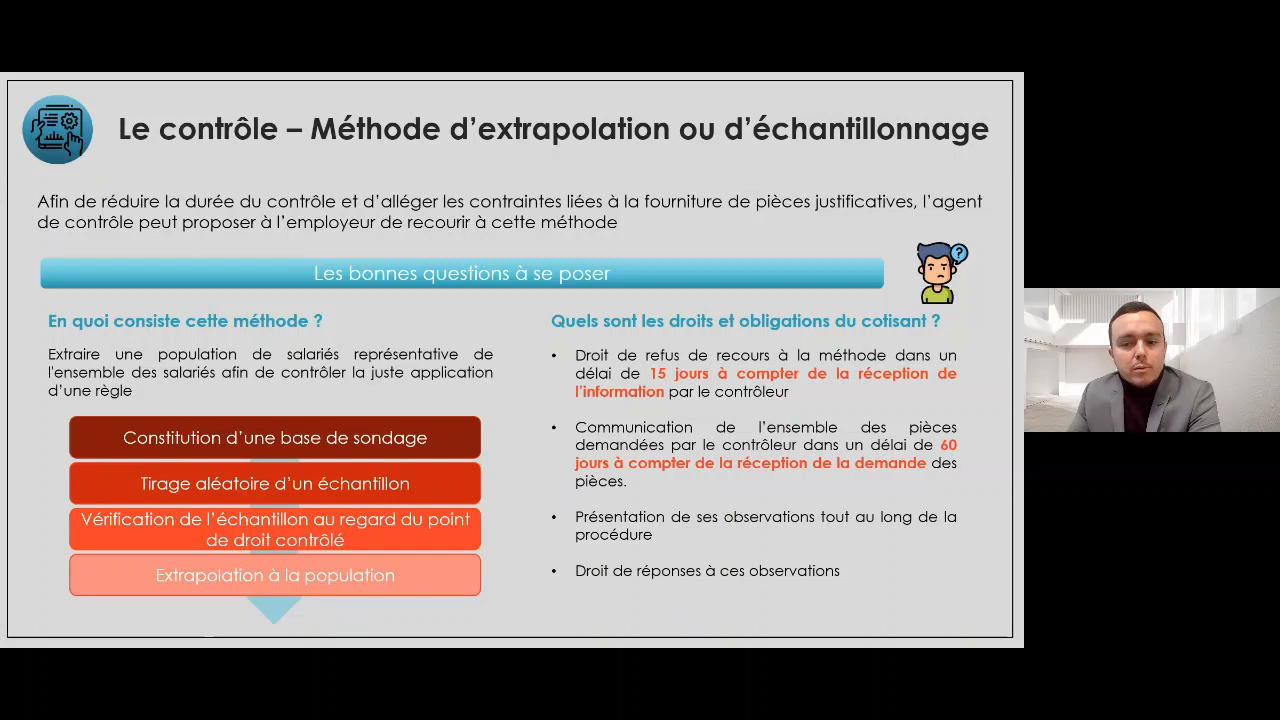 Le contrôle – Méthode d'extrapolation ou d'échantillonnage
Afin de réduire la durée du contrôle et d'alléger les contraintes liées à la fourniture de pièces justificatives, l'agent
de contrôle peut proposer à l'employeur de recourir à cette méthode
Les bonnes questions à se poser
?
En quoi consiste cette méthode ?
Extraire une population de salariés représentative de
l'ensemble des salariés afin de contrôler la juste application
d'une règle
Constitution d'une base de sondage
Tirage aléatoire d'un échantillon
Vérification de l'échantillon au regard du point
de droit contrôlé
Extrapolation à la population
Quels sont les droits et obligations du cotisant ?
• Droit de refus de recours à la méthode dans un
délai de 15 jours à compter de la réception de
l'information par le contrôleur
• Communication de l'ensemble des pièces
demandées par le contrôleur dans un délai de 60
jours à compter de la réception de la demande des
pièces.
• Présentation de ses observations tout au long de la
procédure
• Droit de réponses à ces observations